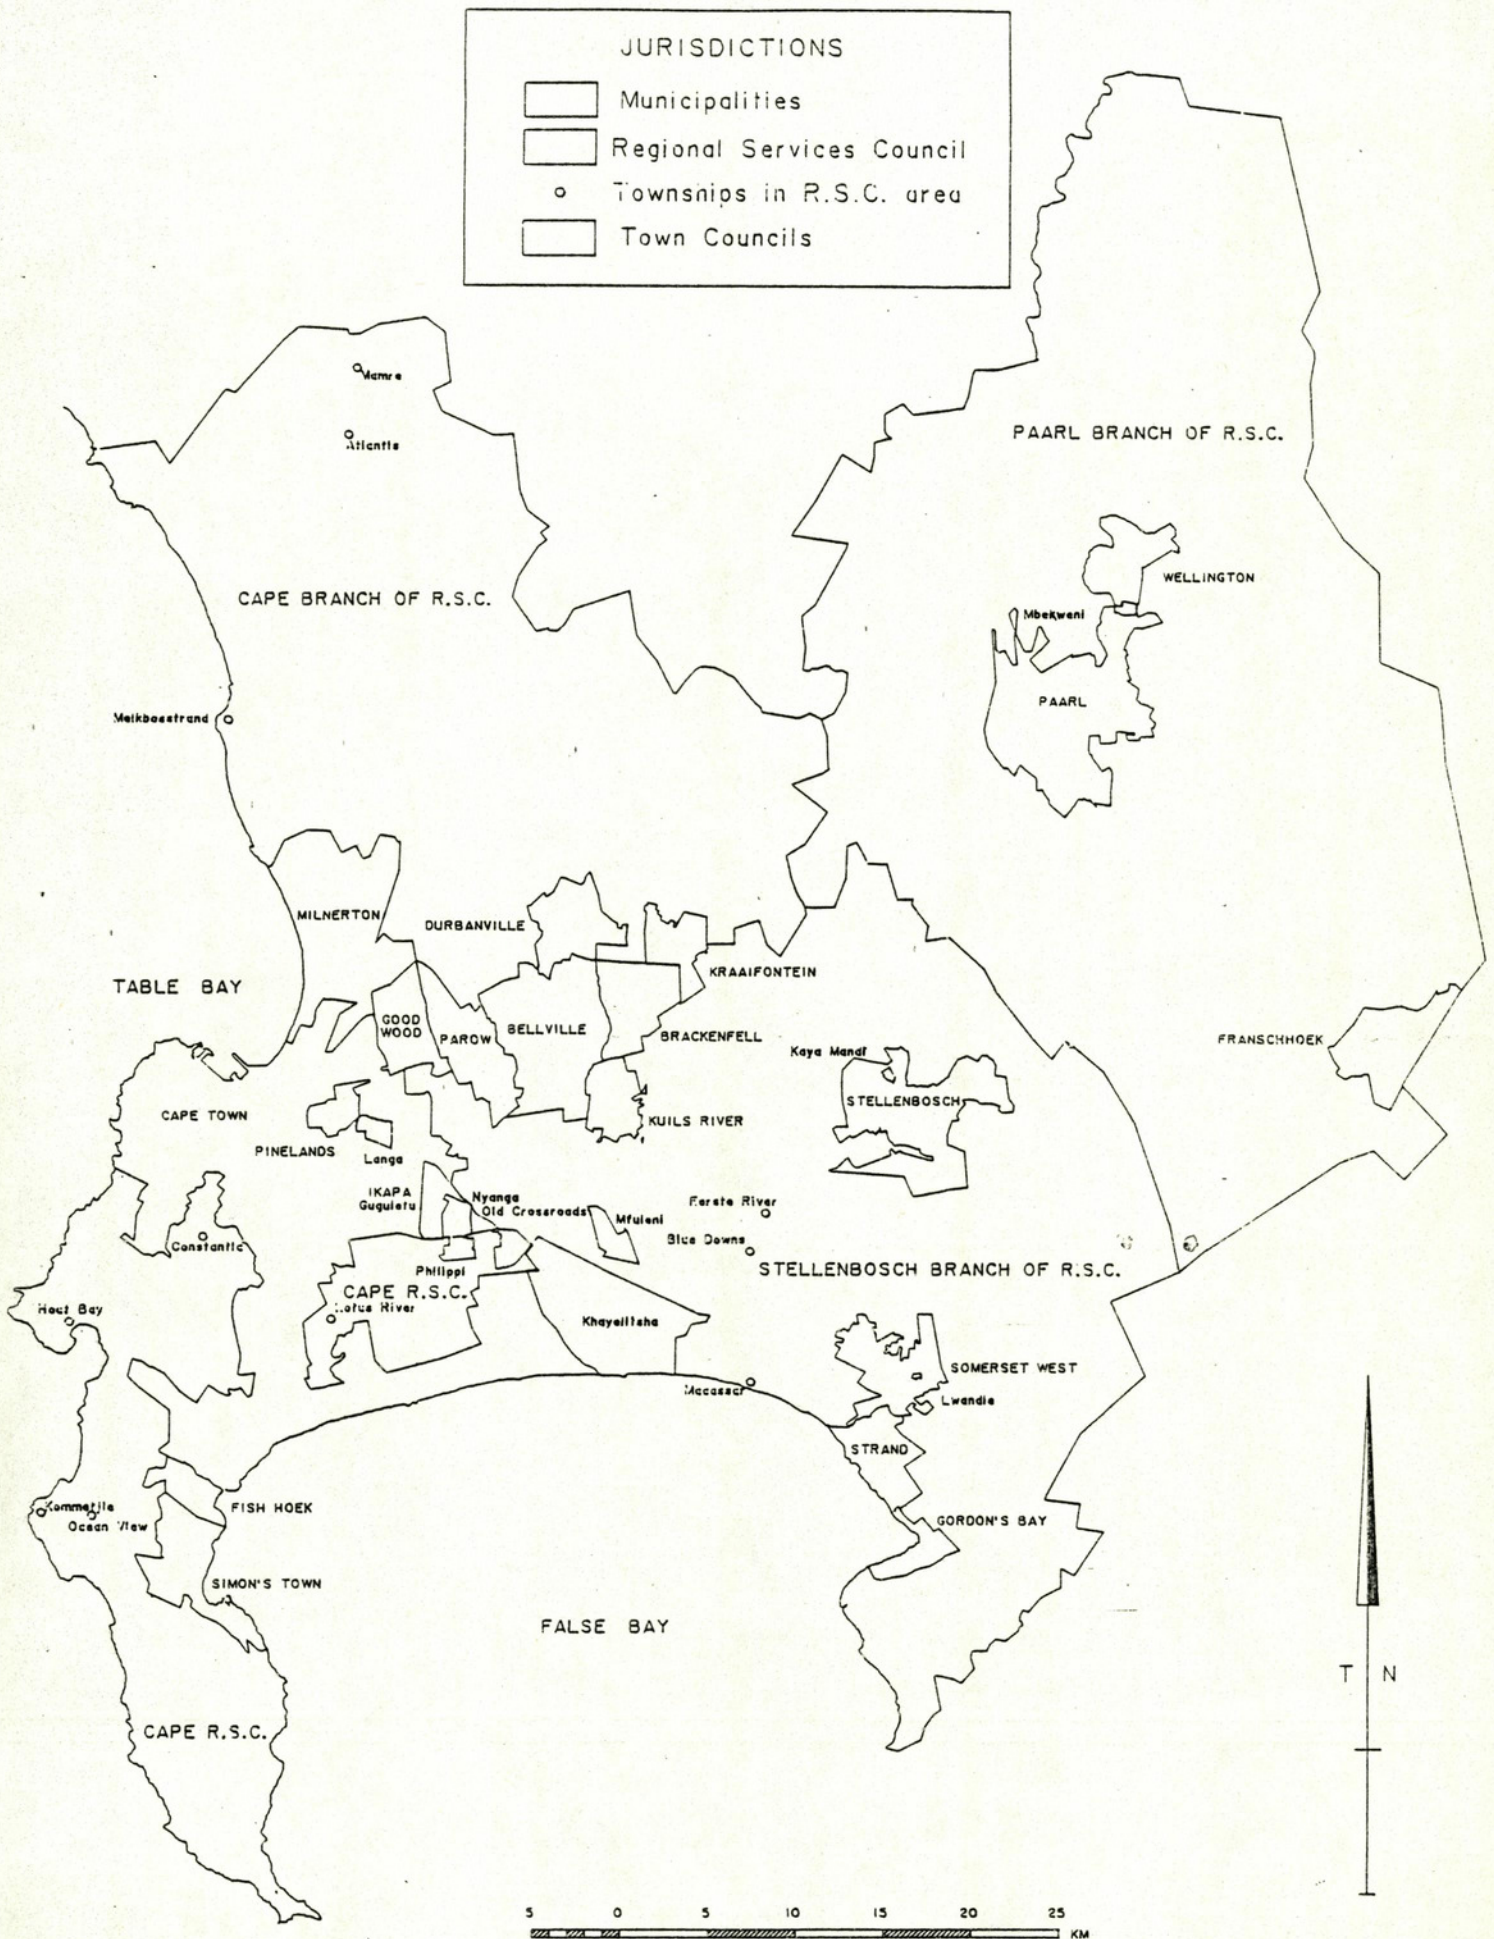 JURISDICTIONS
Municipalities
Regional Services Council
Townships in R.S.C. area
Town Councils
Mamre
Atlantis
PAARL BRANCH OF R.S.C.
CAPE BRANCH OF R.S.C.
WELLINGTON
Mbekweni
PAARL
Melkbosstrand
MILNERTON
DURBANVILLE
KRAAIFONTEIN
TABLE BAY
GOOD
WOOD
PAROW
BELLVILLE
BRACKENFELL
FRANSCHHOEK
Kaya Mandi
STELLENBOSCH
CAPE TOWN
PINELANDS
Langa
KUILS RIVER
IKAPA
Guguletu
Nyanga
Old Crossroads
Mfuleni
Eerste River
Blue Downs
Constantia
STELLENBOSCH BRANCH OF R.S.C.
Philippi
CAPE R.S.C.
Lotus River
Hout Bay
Khayelitsha
SOMERSET WEST
Macassar
Lwandle
STRAND
Kommetjie
Ocean View
FISH HOEK
GORDON'S BAY
SIMON'S TOWN
FALSE BAY
T N
CAPE R.S.C.
5 0 5 10 15 20 25
KM